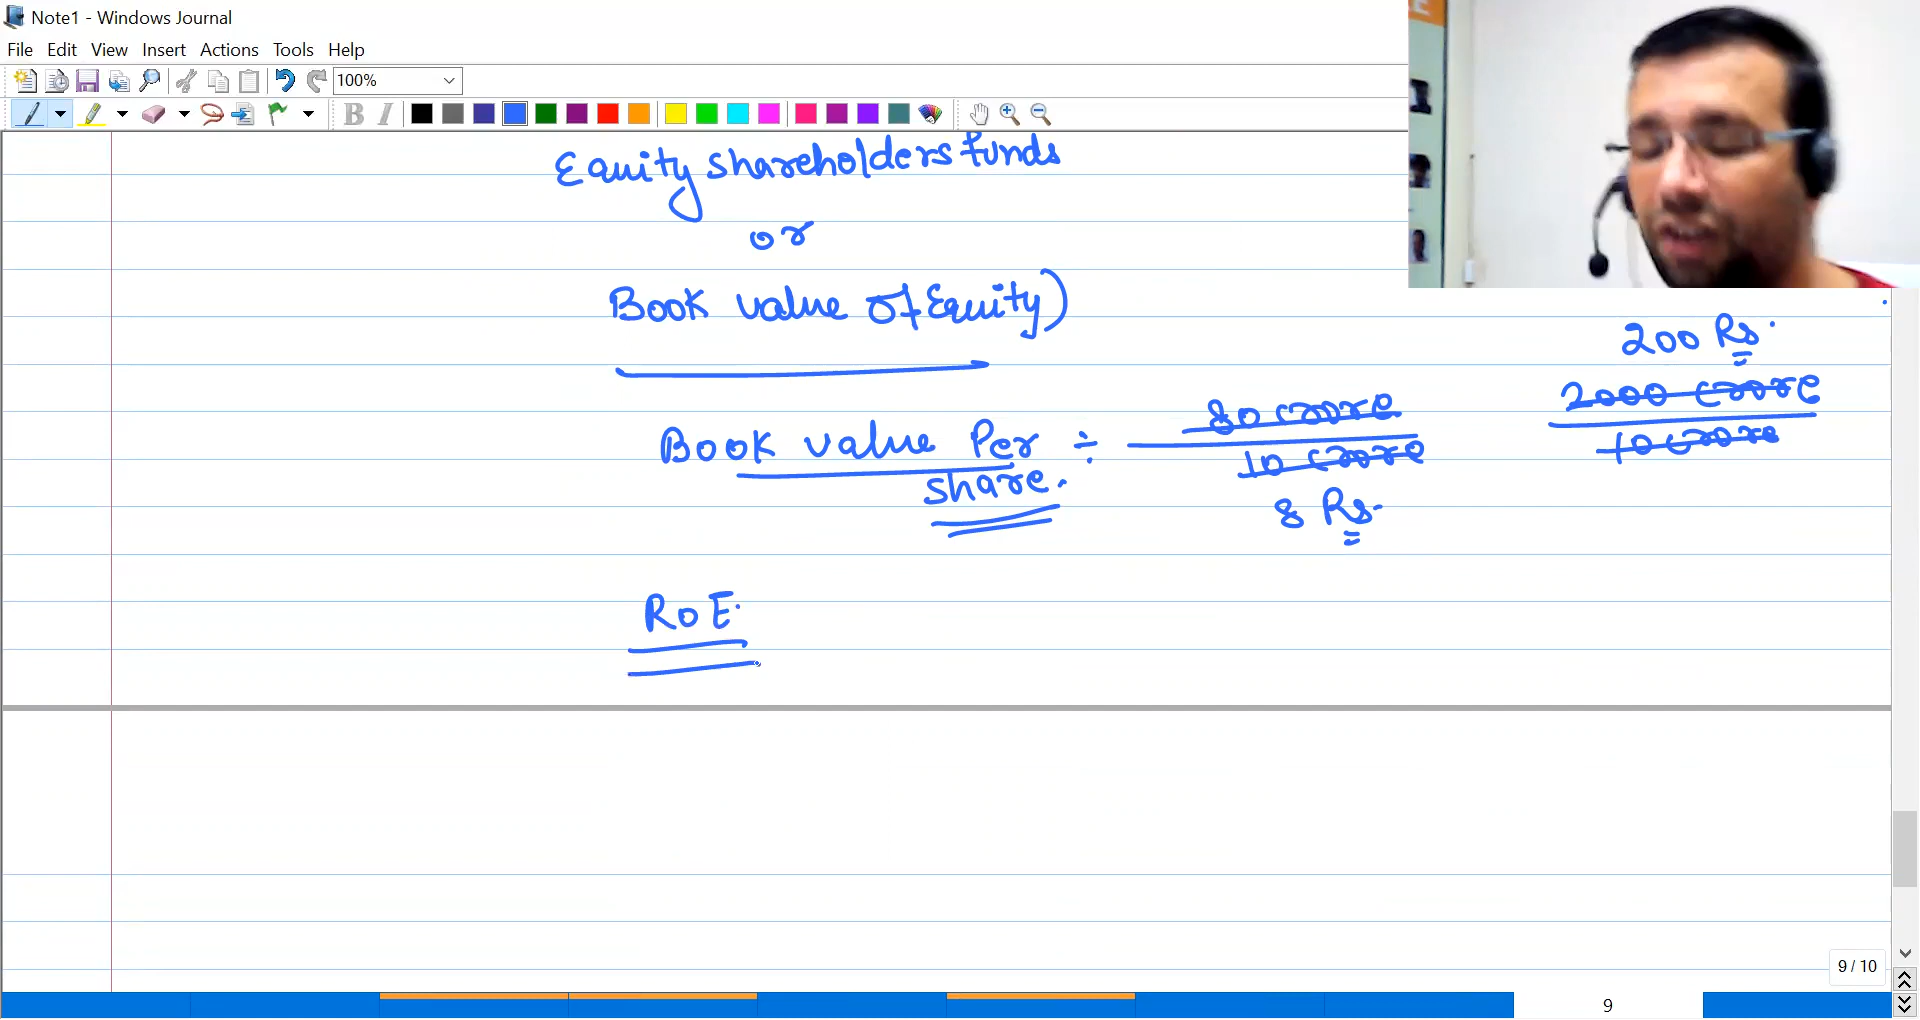 Note1 - Windows Journal
File Edit View Insert Actions Tools Help
100%
B I
Equity shareholders funds
or
Book value of Equity)
200 Rs.
2000 crore
10 crore
Book value Per ÷ 80 crore
share. 10 crore
8 Rs.
ROE.
9 / 10
9